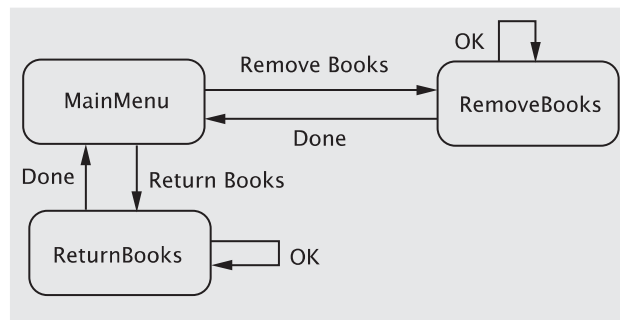 OK
Remove Books
MainMenu
RemoveBooks
Done
Done
Return Books
ReturnBooks
OK